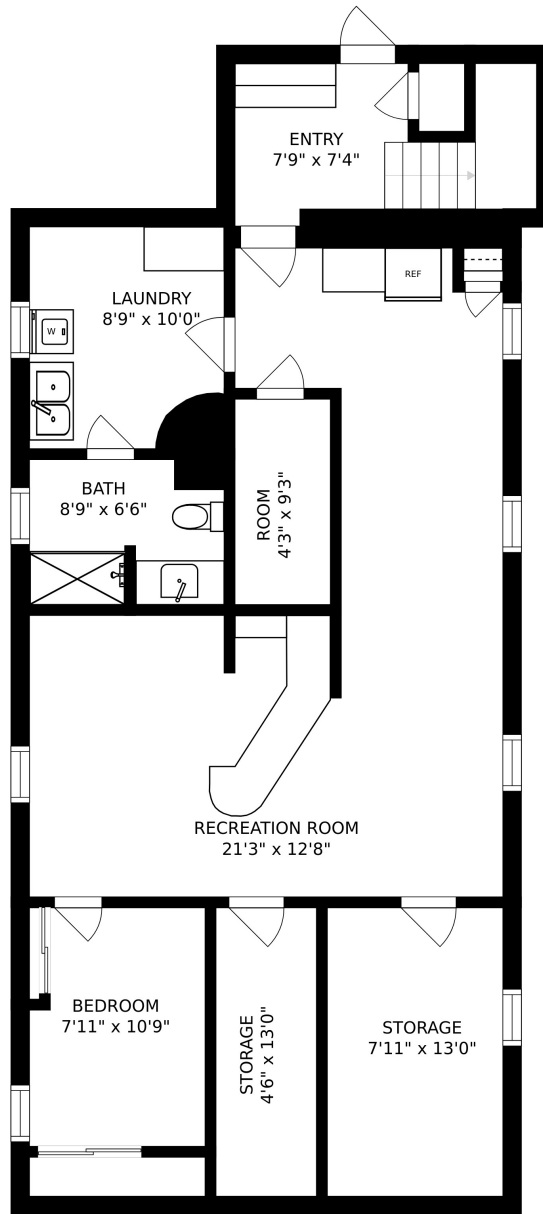 ENTRY
7'9" x 7'4"
REF
LAUNDRY
8'9" x 10'0"
W
BATH
8'9" x 6'6"
ROOM
4'3" x 9'3"
RECREATION ROOM
21'3" x 12'8"
BEDROOM
7'11" x 10'9"
STORAGE
4'6" x 13'0"
STORAGE
7'11" x 13'0"